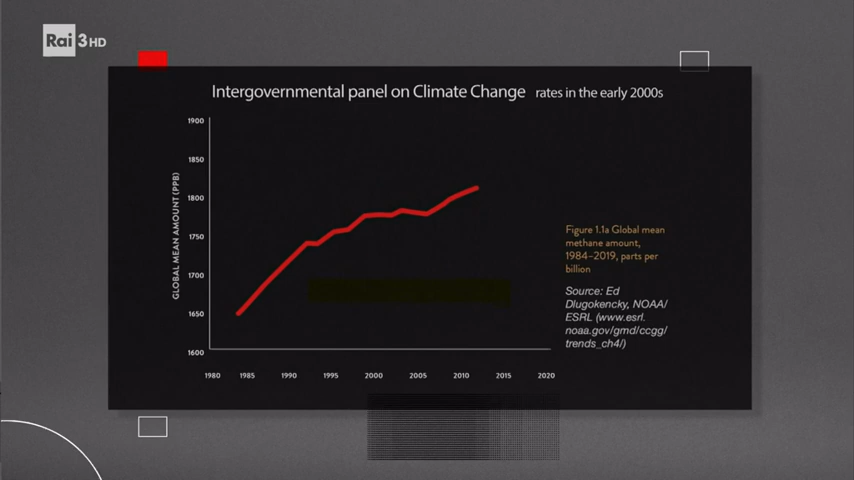 Rai 3HD
Intergovernmental panel on Climate Change rates in the early 2000s
GLOBAL MEAN AMOUNT (PPB)
1900
1850
1800
1750
1700
1650
1600
1980 1985 1990 1995 2000 2005 2010 2015 2020
Figure 1.1a Global mean
methane amount,
1984–2019, parts per
billion
Source: Ed
Dlugokencky, NOAA/
ESRL (www.esrl.
noaa.gov/gmd/ccgg/
trends_ch4/)